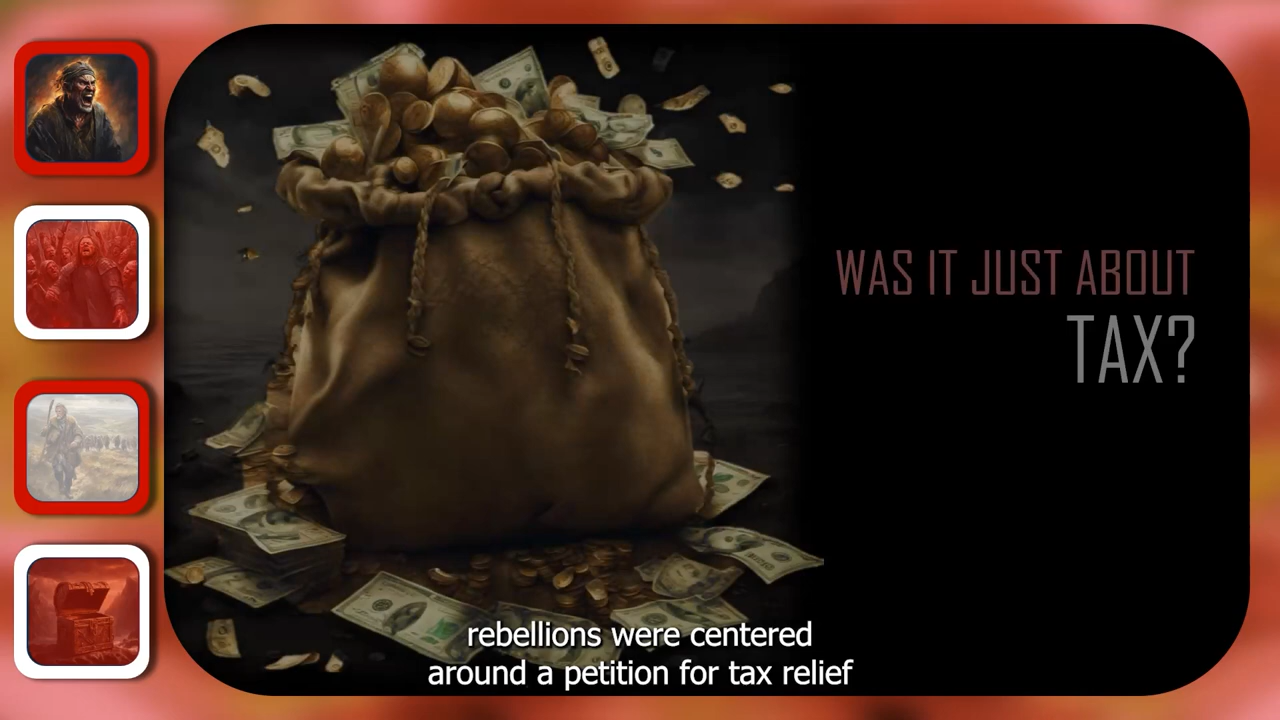 WAS IT JUST ABOUT
TAX?
rebellions were centered
around a petition for tax relief